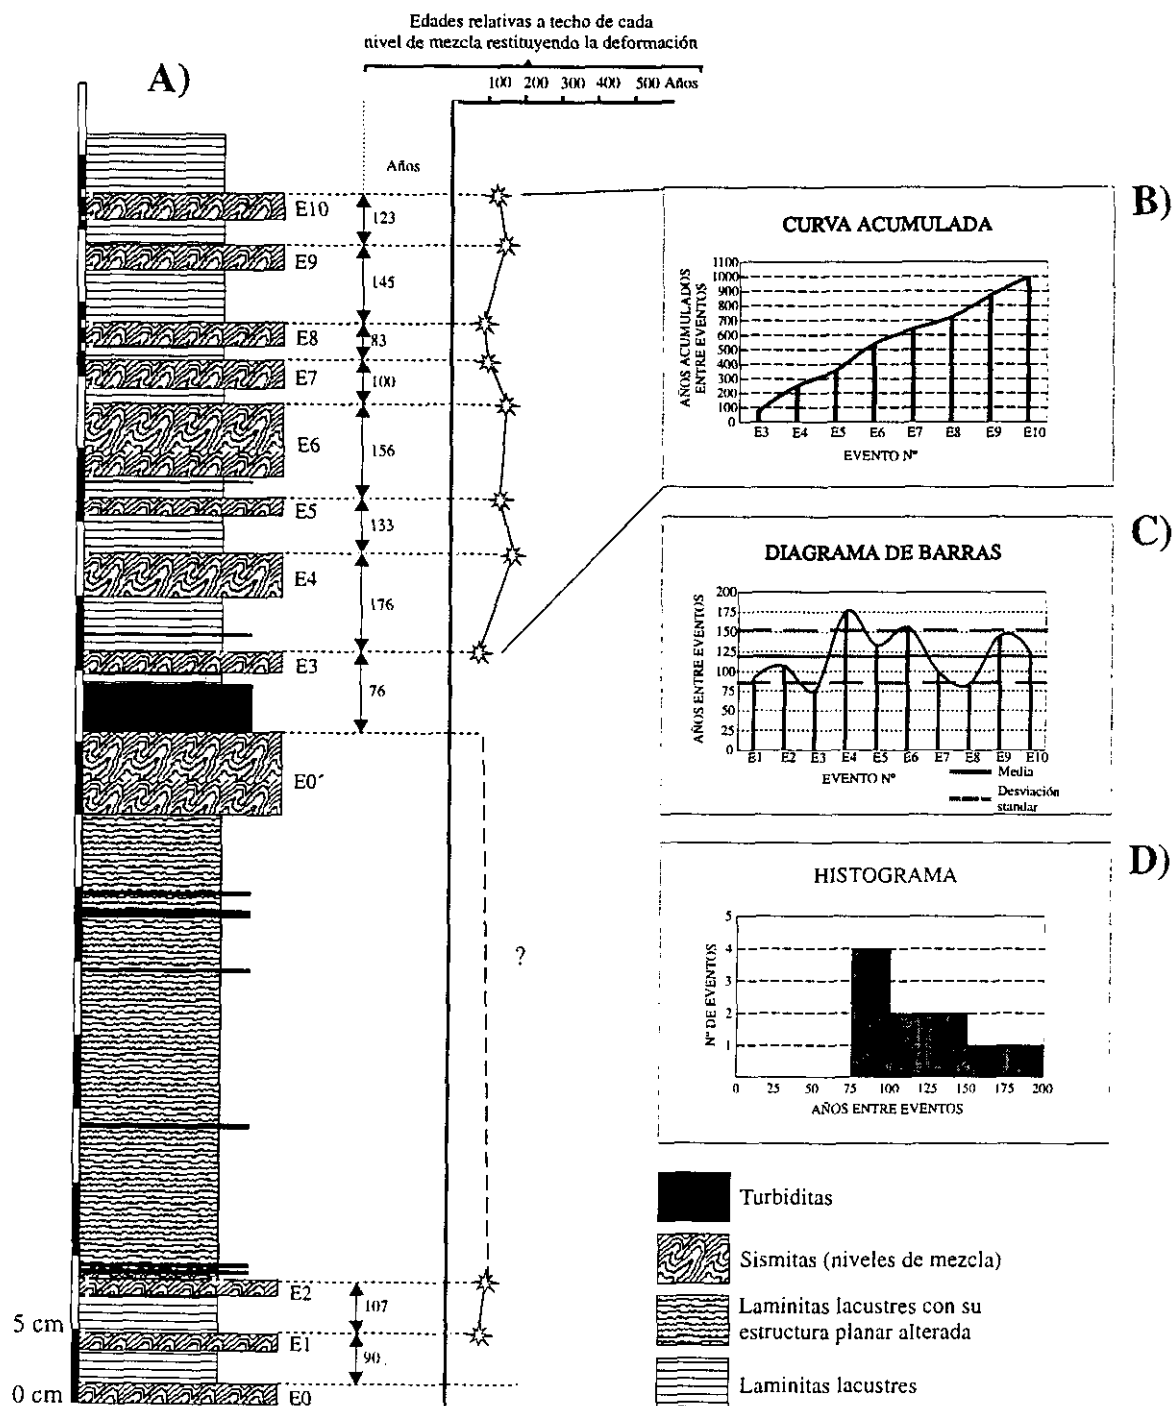 Edades relativas a techo de cada
nivel de mezcla restituyendo la deformación
A)
100 200 300 400 500 Años
Años
E10
123
E9
145
E8
83
E7
100
E6
156
E5
133
E4
176
E3
76
E0´
?
E2
107
5 cm
E1
90
0 cm
E0
B)
CURVA ACUMULADA
AÑOS ACUMULADOS
ENTRE EVENTOS
1100
1000
900
800
700
600
500
400
300
200
100
0
E3 E4 E5 E6 E7 E8 E9 E10
EVENTO Nº
C)
DIAGRAMA DE BARRAS
AÑOS ENTRE EVENTOS
200
175
150
125
100
75
50
25
0
E1 E2 E3 E4 E5 E6 E7 E8 E9 E10
EVENTO Nº
Media
Desviación
standar
D)
HISTOGRAMA
Nº DE EVENTOS
5
4
3
2
1
0 25 50 75 100 125 150 175 200
AÑOS ENTRE EVENTOS
Turbiditas
Sismitas (niveles de mezcla)
Laminitas lacustres con su
estructura planar alterada
Laminitas lacustres